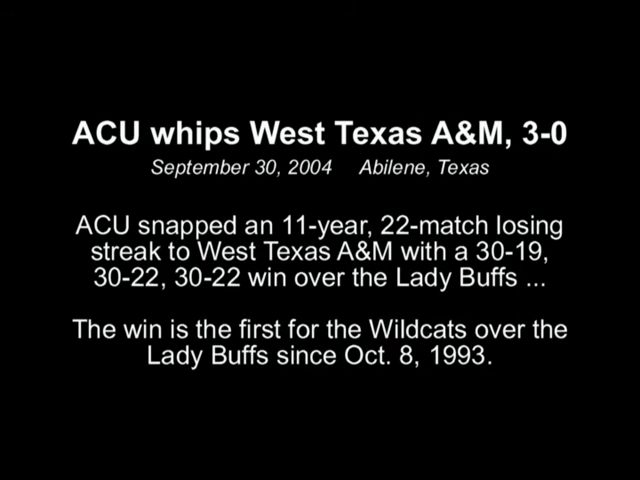 ACU whips West Texas A&M, 3-0
September 30, 2004 Abilene, Texas
ACU snapped an 11-year, 22-match losing
streak to West Texas A&M with a 30-19,
30-22, 30-22 win over the Lady Buffs ...
The win is the first for the Wildcats over the
Lady Buffs since Oct. 8, 1993.